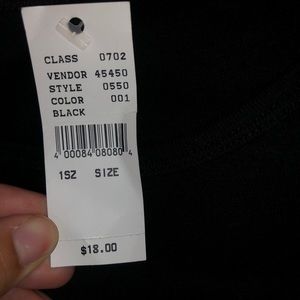 CLASS 0702
VENDOR 45450
STYLE 0550
COLOR 001
BLACK
4 00084 08080 4
1SZ SIZE
$18.00